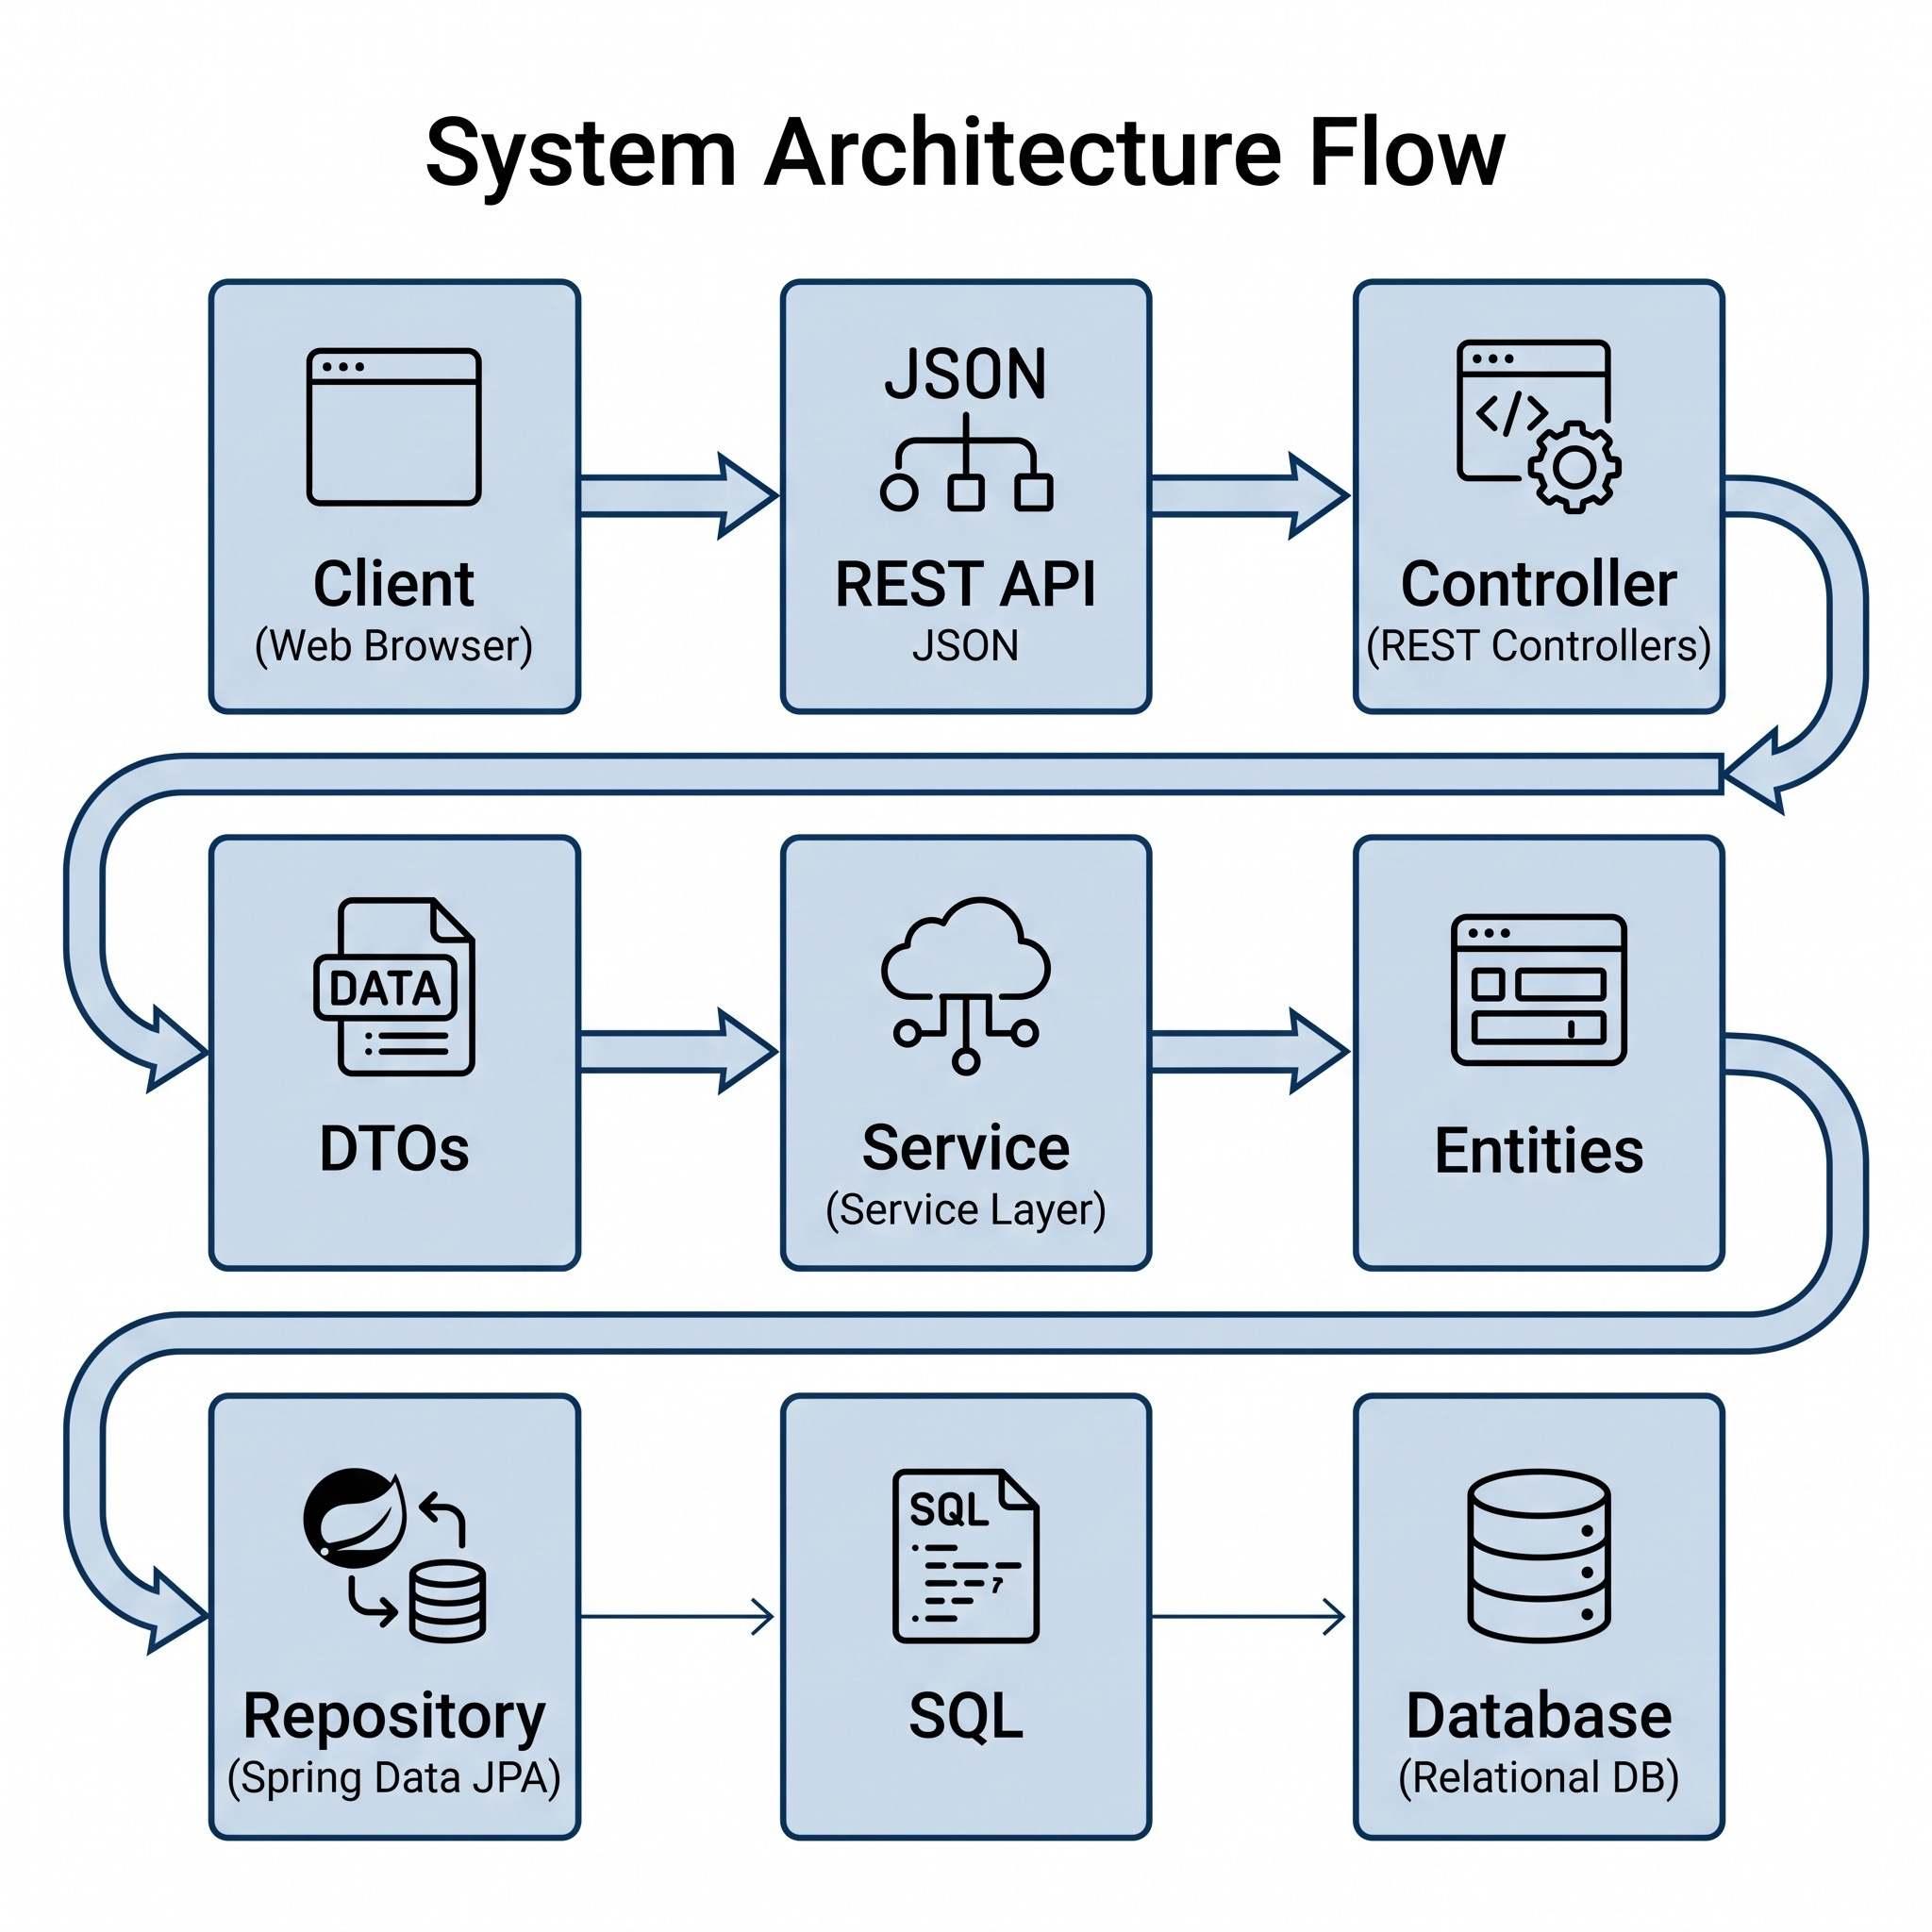 System Architecture Flow
JSON
Client
(Web Browser)
REST API
JSON
Controller
(REST Controllers)
DATA
DTOs
Service
(Service Layer)
Entities
Repository
(Spring Data JPA)
SQL
SQL
Database
(Relational DB)